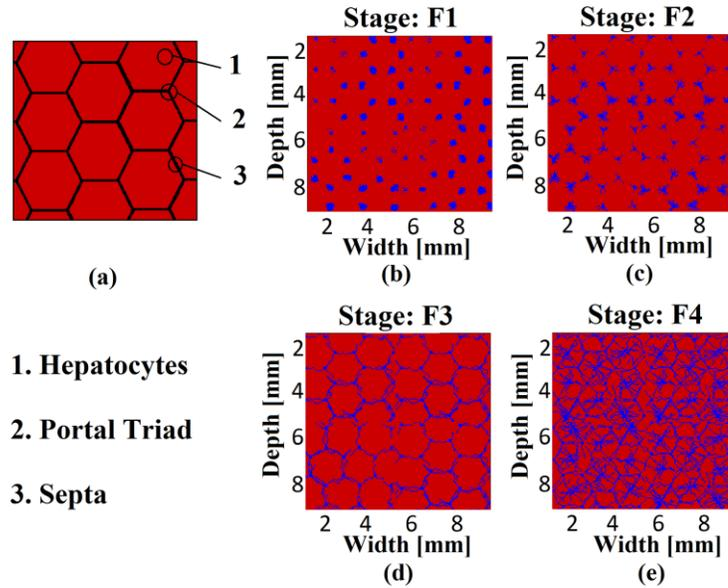 Stage: F1
Stage: F2
1
2
3
(a)
Depth [mm]
2
4
6
8
2 4 6 8
Width [mm]
(b)
Depth [mm]
2
4
6
8
2 4 6 8
Width [mm]
(c)
1. Hepatocytes
2. Portal Triad
3. Septa
Stage: F3
Stage: F4
Depth [mm]
2
4
6
8
2 4 6 8
Width [mm]
(d)
Depth [mm]
2
4
6
8
2 4 6 8
Width [mm]
(e)